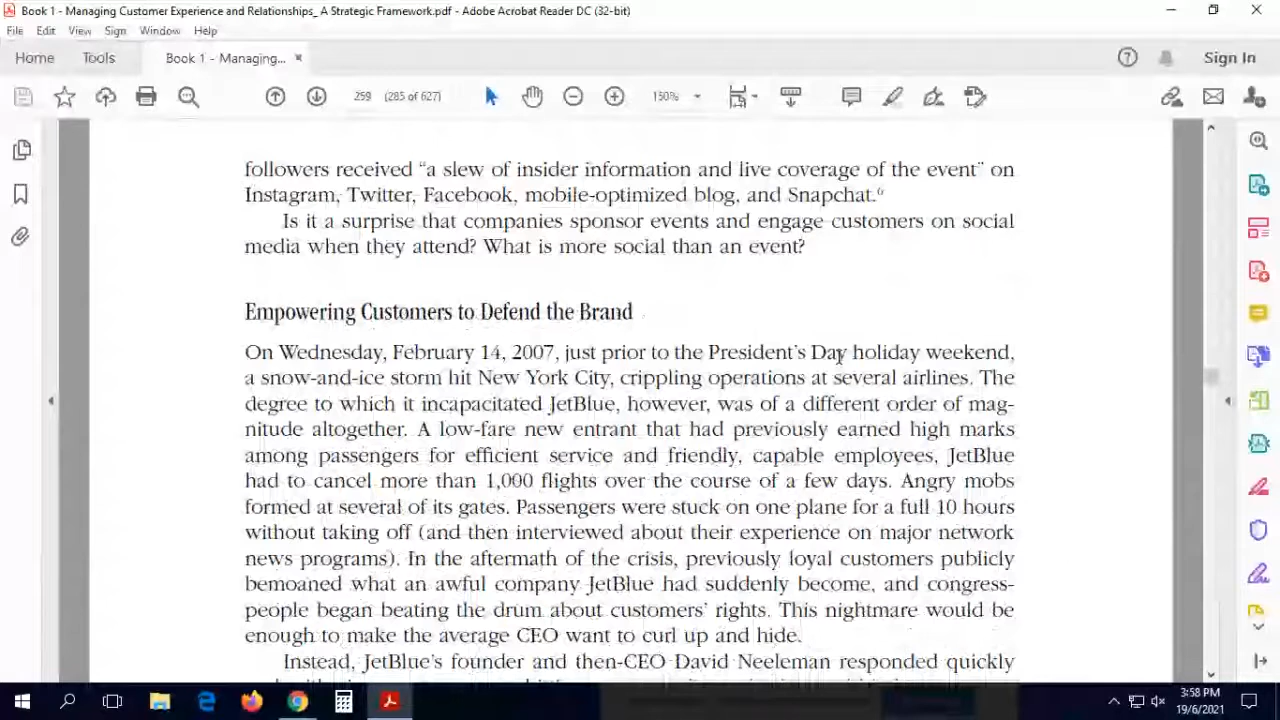 Book 1 - Managing Customer Experience and Relationships_ A Strategic Framework.pdf - Adobe Acrobat Reader DC (32-bit)
File Edit View Sign Window Help
Home Tools Book 1 - Managing... × Sign In
259 (285 of 627) 150%
followers received “a slew of insider information and live coverage of the event” on
Instagram, Twitter, Facebook, mobile-optimized blog, and Snapchat.⁶
Is it a surprise that companies sponsor events and engage customers on social
media when they attend? What is more social than an event?
Empowering Customers to Defend the Brand
On Wednesday, February 14, 2007, just prior to the President’s Day holiday weekend,
a snow-and-ice storm hit New York City, crippling operations at several airlines. The
degree to which it incapacitated JetBlue, however, was of a different order of mag-
nitude altogether. A low-fare new entrant that had previously earned high marks
among passengers for efficient service and friendly, capable employees, JetBlue
had to cancel more than 1,000 flights over the course of a few days. Angry mobs
formed at several of its gates. Passengers were stuck on one plane for a full 10 hours
without taking off (and then interviewed about their experience on major network
news programs). In the aftermath of the crisis, previously loyal customers publicly
bemoaned what an awful company JetBlue had suddenly become, and congress-
people began beating the drum about customers’ rights. This nightmare would be
enough to make the average CEO want to curl up and hide.
Instead, JetBlue’s founder and then-CEO David Neeleman responded quickly
3:58 PM
19/6/2021